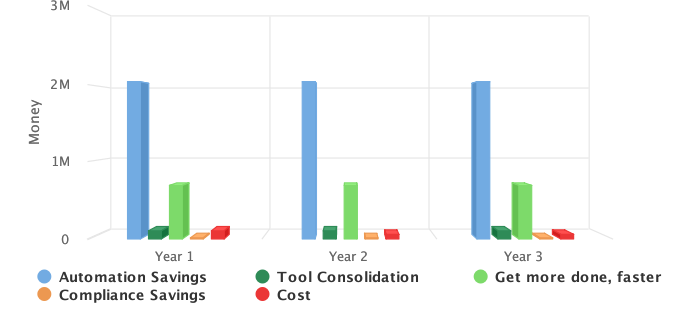 3M
2M
Money
1M
0
Year 1 Year 2 Year 3
Automation Savings Tool Consolidation Get more done, faster
Compliance Savings Cost